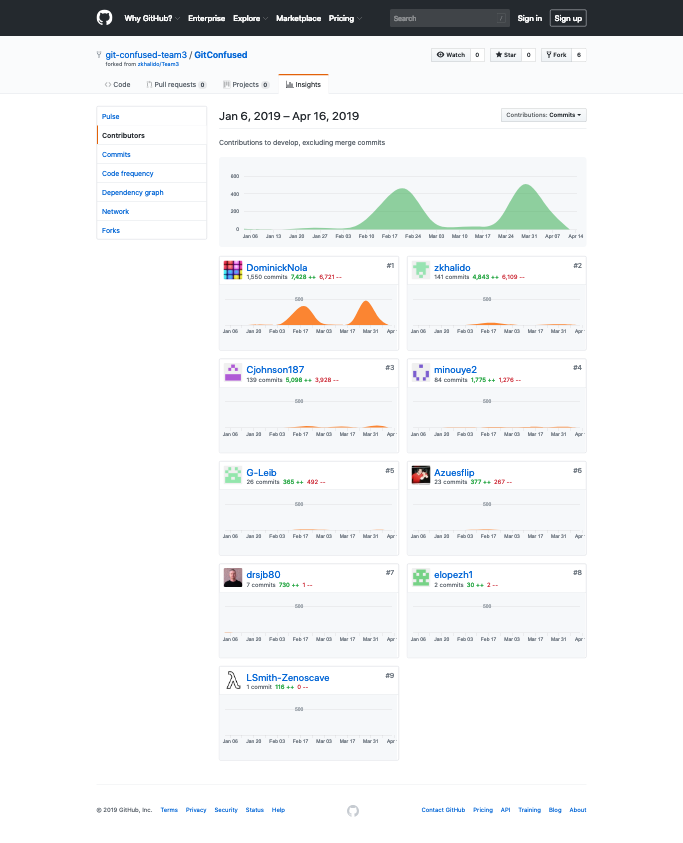 Why GitHub? Enterprise Explore Marketplace Pricing Search / Sign in Sign up
git-confused-team3 / GitConfused Watch 0 Star 0 Fork 6
forked from zkhalido/Team3
Code Pull requests 0 Projects 0 Insights
Pulse
Contributors
Commits
Code frequency
Dependency graph
Network
Forks
Jan 6, 2019 – Apr 16, 2019 Contributions: Commits
Contributions to develop, excluding merge commits
600
400
200
0
Jan 06 Jan 13 Jan 20 Jan 27 Feb 03 Feb 10 Feb 17 Feb 24 Mar 03 Mar 10 Mar 17 Mar 24 Mar 31 Apr 07 Apr 14
DominickNola #1
1,550 commits 7,428 ++ 6,721 --
500
Jan 06 Jan 20 Feb 03 Feb 17 Mar 03 Mar 17 Mar 31 Apr
zkhalido #2
141 commits 4,843 ++ 6,109 --
500
Jan 06 Jan 20 Feb 03 Feb 17 Mar 03 Mar 17 Mar 31 Apr
Cjohnson187 #3
139 commits 5,096 ++ 3,928 --
500
Jan 06 Jan 20 Feb 03 Feb 17 Mar 03 Mar 17 Mar 31 Apr
minouye2 #4
84 commits 1,775 ++ 1,276 --
500
Jan 06 Jan 20 Feb 03 Feb 17 Mar 03 Mar 17 Mar 31 Apr
G-Leib #5
26 commits 365 ++ 492 --
500
Jan 06 Jan 20 Feb 03 Feb 17 Mar 03 Mar 17 Mar 31 Apr
Azuesflip #6
23 commits 377 ++ 267 --
500
Jan 06 Jan 20 Feb 03 Feb 17 Mar 03 Mar 17 Mar 31 Apr
drsjb80 #7
7 commits 730 ++ 1 --
500
Jan 06 Jan 20 Feb 03 Feb 17 Mar 03 Mar 17 Mar 31 Apr
elopezh1 #8
2 commits 30 ++ 2 --
500
Jan 06 Jan 20 Feb 03 Feb 17 Mar 03 Mar 17 Mar 31 Apr
LSmith-Zenoscave #9
1 commit 116 ++ 0 --
500
Jan 06 Jan 20 Feb 03 Feb 17 Mar 03 Mar 17 Mar 31 Apr
© 2019 GitHub, Inc. Terms Privacy Security Status Help Contact GitHub Pricing API Training Blog About